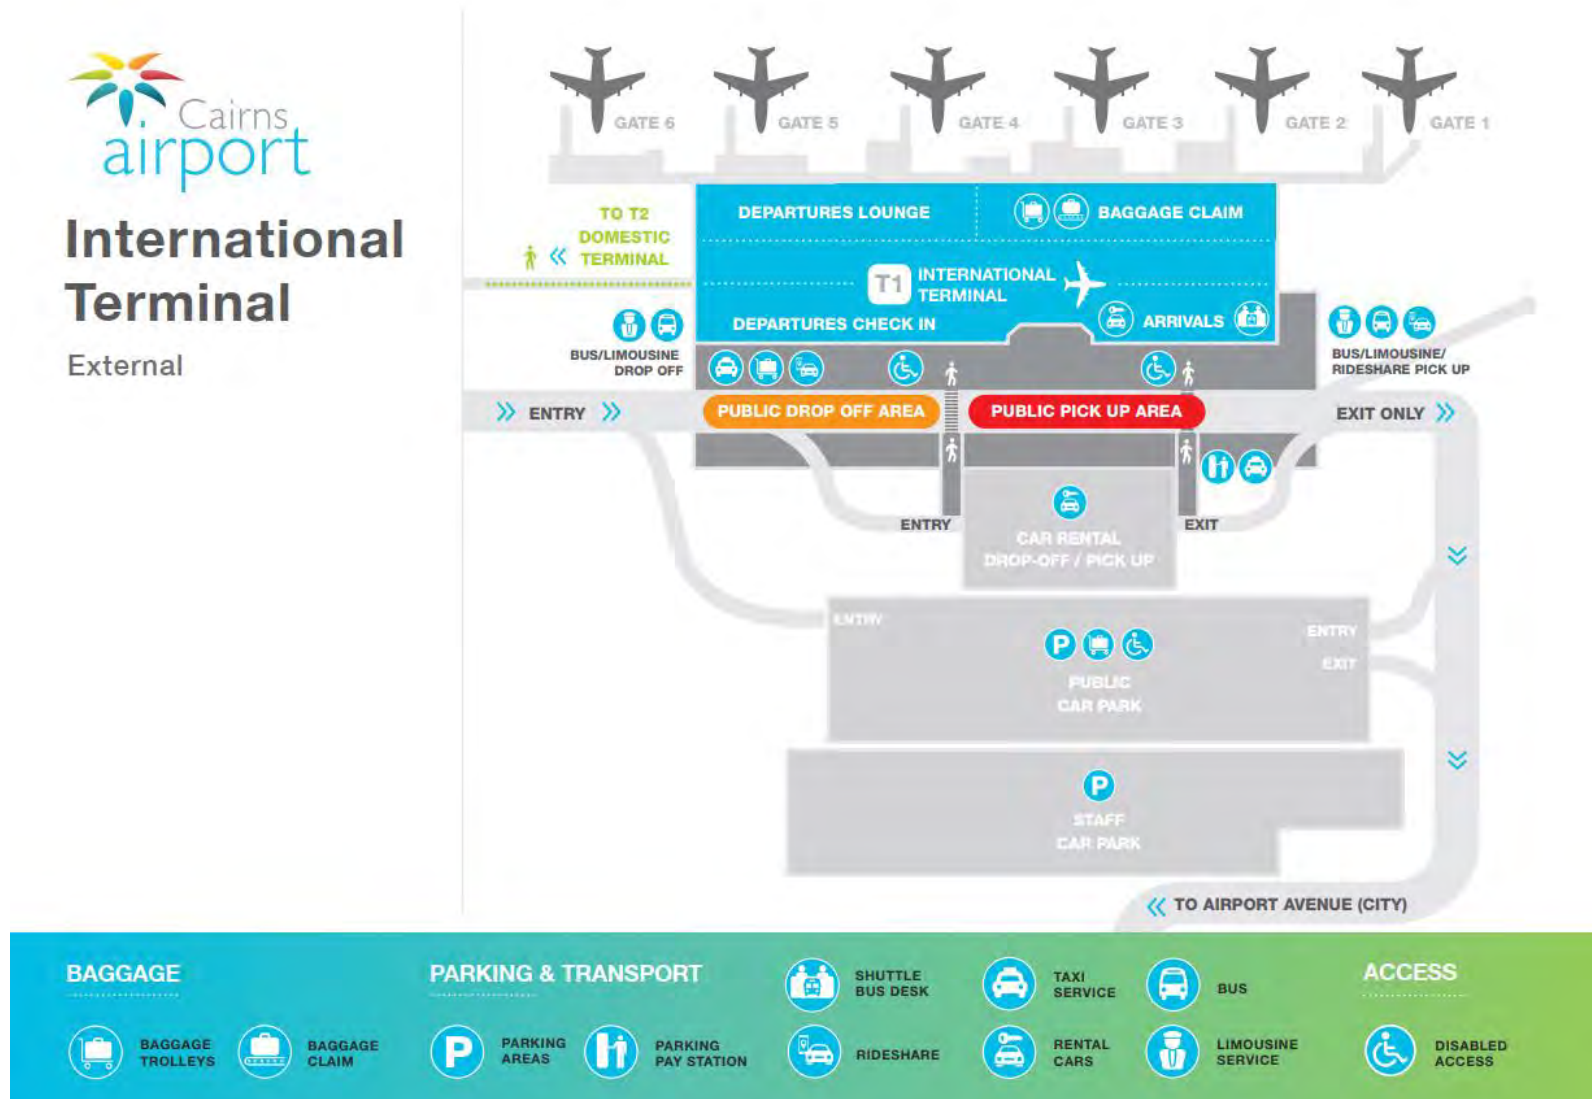 Cairns
airport
International
Terminal
External
GATE 6
GATE 5
GATE 4
GATE 3
GATE 2
GATE 1
TO T2
DOMESTIC
TERMINAL
DEPARTURES LOUNGE
BAGGAGE CLAIM
T1
INTERNATIONAL
TERMINAL
DEPARTURES CHECK IN
ARRIVALS
BUS/LIMOUSINE
DROP OFF
BUS/LIMOUSINE/
RIDESHARE PICK UP
ENTRY
PUBLIC DROP OFF AREA
PUBLIC PICK UP AREA
EXIT ONLY
ENTRY
EXIT
CAR RENTAL
DROP-OFF / PICK UP
ENTRY
ENTRY
EXIT
P
PUBLIC
CAR PARK
P
STAFF
CAR PARK
TO AIRPORT AVENUE (CITY)
BAGGAGE
BAGGAGE
TROLLEYS
BAGGAGE
CLAIM
PARKING & TRANSPORT
P
PARKING
AREAS
PARKING
PAY STATION
SHUTTLE
BUS DESK
RIDESHARE
TAXI
SERVICE
RENTAL
CARS
BUS
LIMOUSINE
SERVICE
ACCESS
DISABLED
ACCESS